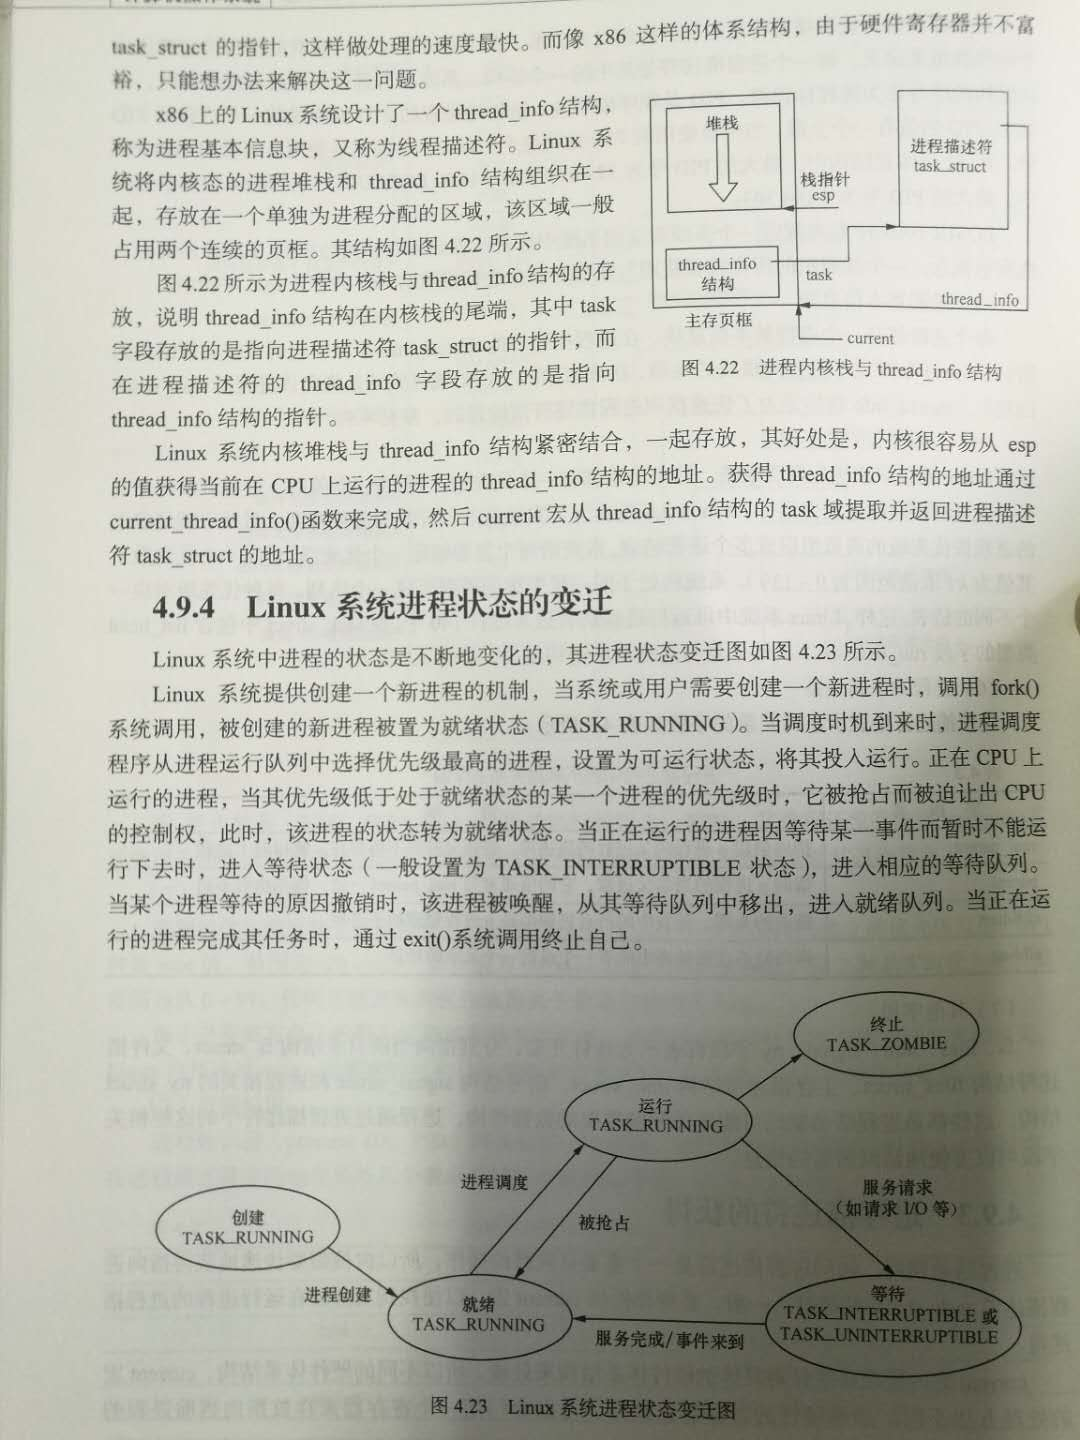 task_struct 的指针，这样做处理的速度最快。而像 x86 这样的体系结构，由于硬件寄存器并不富
裕，只能想办法来解决这一问题。
x86 上的 Linux 系统设计了一个 thread_info 结构，
称为进程基本信息块，又称为线程描述符。Linux 系
统将内核态的进程堆栈和 thread_info 结构组织在一
起，存放在一个单独为进程分配的区域，该区域一般
占用两个连续的页框。其结构如图 4.22 所示。
图 4.22 所示为进程内核栈与 thread_info 结构的存
放，说明 thread_info 结构在内核栈的尾端，其中 task
字段存放的是指向进程描述符 task_struct 的指针，而
在进程描述符的 thread_info 字段存放的是指向
thread_info 结构的指针。
堆栈
栈指针
esp
进程描述符
task_struct
thread_info
结构
task
thread_info
主存页框
current
图 4.22 进程内核栈与 thread_info 结构
Linux 系统内核堆栈与 thread_info 结构紧密结合，一起存放，其好处是，内核很容易从 esp
的值获得当前在 CPU 上运行的进程的 thread_info 结构的地址。获得 thread_info 结构的地址通过
current_thread_info()函数来完成，然后 current 宏从 thread_info 结构的 task 域提取并返回进程描述
符 task_struct 的地址。
4.9.4 Linux 系统进程状态的变迁
Linux 系统中进程的状态是不断地变化的，其进程状态变迁图如图 4.23 所示。
Linux 系统提供创建一个新进程的机制，当系统或用户需要创建一个新进程时，调用 fork()
系统调用，被创建的新进程被置为就绪状态（TASK_RUNNING）。当调度时机到来时，进程调度
程序从进程运行队列中选择优先级最高的进程，设置为可运行状态，将其投入运行。正在 CPU 上
运行的进程，当其优先级低于处于就绪状态的某一个进程的优先级时，它被抢占而被迫让出 CPU
的控制权，此时，该进程的状态转为就绪状态。当正在运行的进程因等待某一事件而暂时不能运
行下去时，进入等待状态（一般设置为 TASK_INTERRUPTIBLE 状态），进入相应的等待队列。
当某个进程等待的原因撤销时，该进程被唤醒，从其等待队列中移出，进入就绪队列。当正在运
行的进程完成其任务时，通过 exit()系统调用终止自己。
终止
TASK_ZOMBIE
运行
TASK_RUNNING
进程调度
被抢占
服务请求
（如请求 I/O 等）
创建
TASK_RUNNING
进程创建
就绪
TASK_RUNNING
服务完成/事件来到
等待
TASK_INTERRUPTIBLE 或
TASK_UNINTERRUPTIBLE
图 4.23 Linux 系统进程状态变迁图